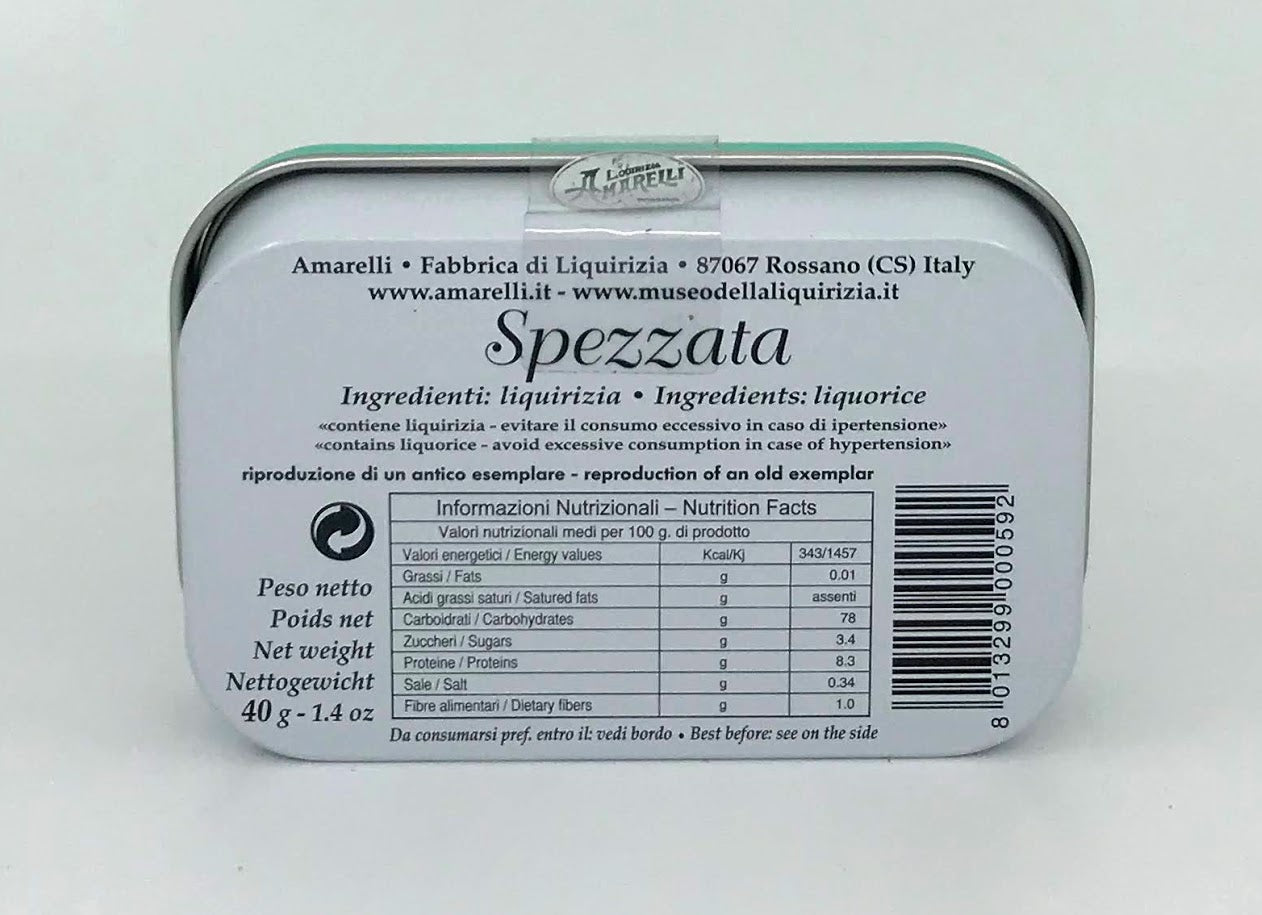 LIQUIRIZIA
AMARELLI
Amarelli • Fabbrica di Liquirizia • 87067 Rossano (CS) Italy
www.amarelli.it - www.museodellaliquirizia.it
Spezzata
Ingredienti: liquirizia • Ingredients: liquorice
«contiene liquirizia - evitare il consumo eccessivo in caso di ipertensione»
«contains liquorice - avoid excessive consumption in case of hypertension»
riproduzione di un antico esemplare - reproduction of an old exemplar
Informazioni Nutrizionali – Nutrition Facts
Valori nutrizionali medi per 100 g. di prodotto
Valori energetici / Energy values Kcal/Kj 343/1457
Grassi / Fats g 0.01
Acidi grassi saturi / Satured fats g assenti
Carboidrati / Carbohydrates g 78
Zuccheri / Sugars g 3.4
Proteine / Proteins g 8.3
Sale / Salt g 0.34
Fibre alimentari / Dietary fibers g 1.0
Peso netto
Poids net
Net weight
Nettogewicht
40 g - 1.4 oz
Da consumarsi pref. entro il: vedi bordo • Best before: see on the side
8 013299 000592